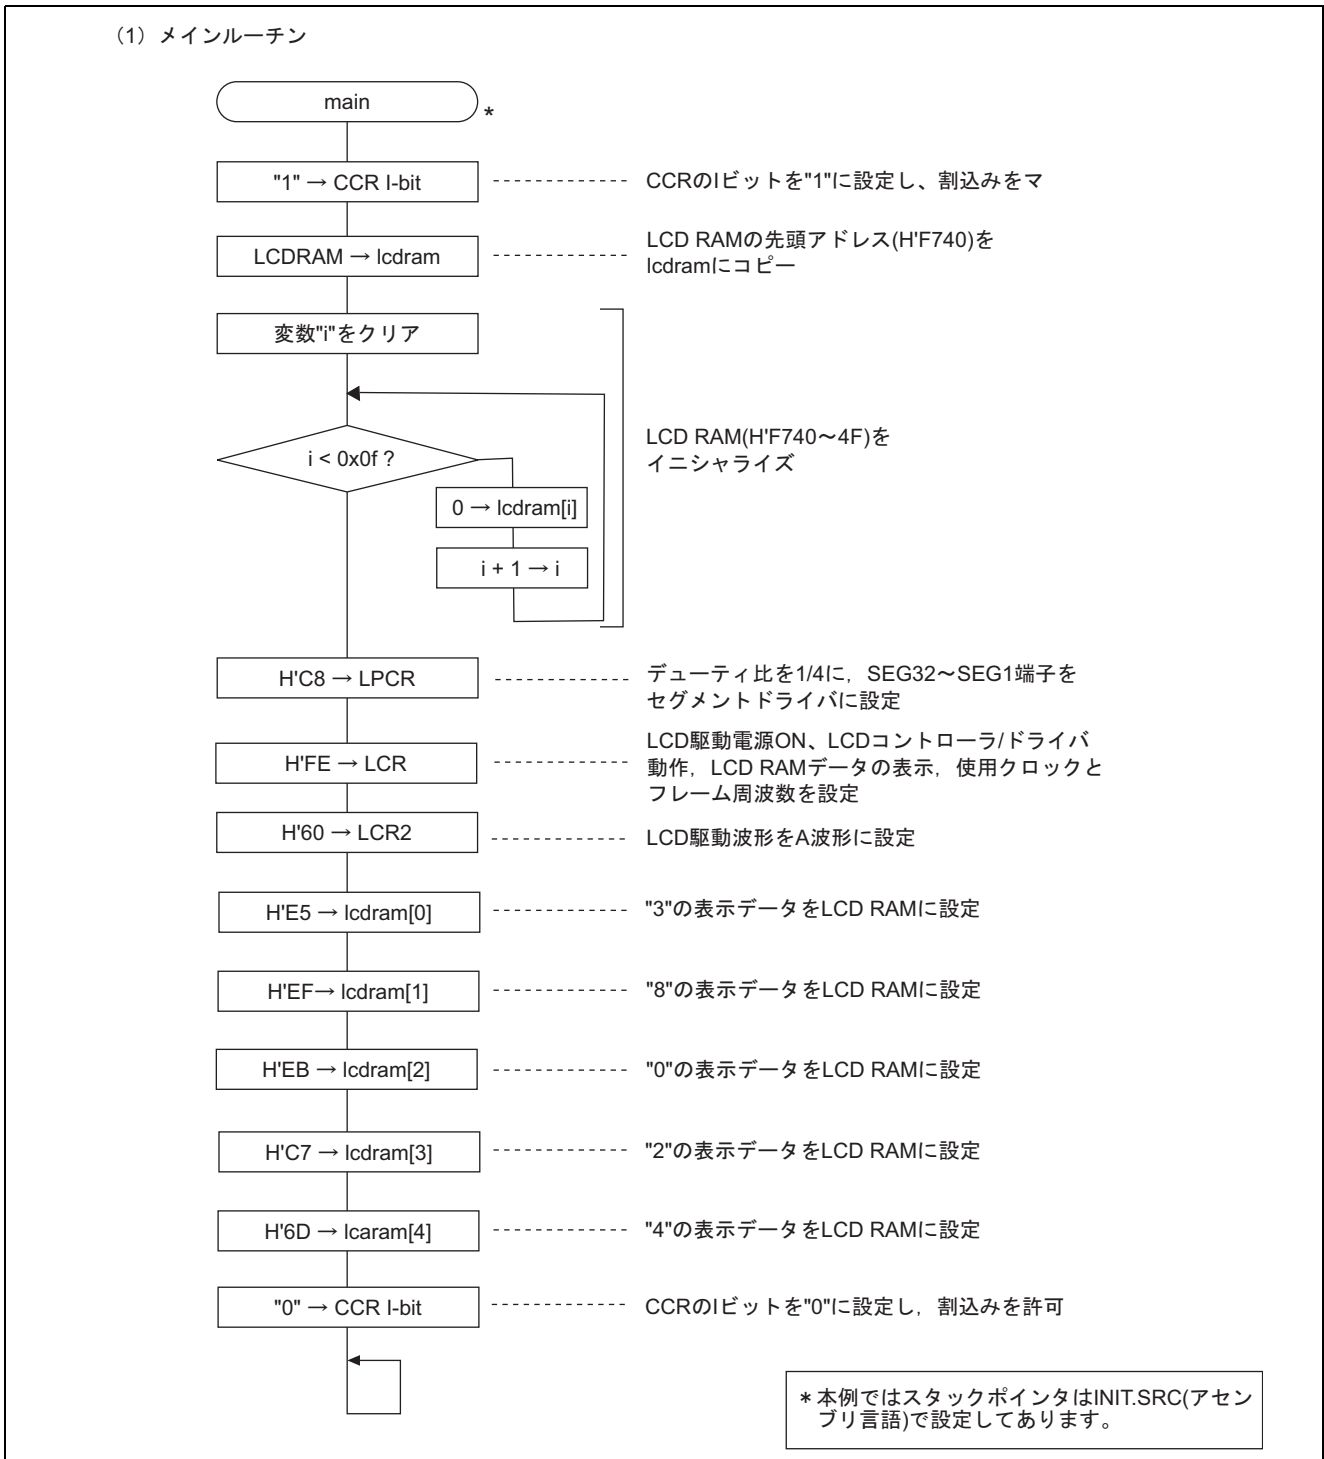 （1）メインルーチン
main
*
"1" → CCR I-bit
CCRのIビットを"1"に設定し、割込みをマ
LCDRAM → lcdram
LCD RAMの先頭アドレス(H'F740)を
lcdramにコピー
変数"i"をクリア
i < 0x0f ?
LCD RAM(H'F740～4F)を
イニシャライズ
0 → lcdram[i]
i + 1 → i
H'C8 → LPCR
デューティ比を1/4に，SEG32～SEG1端子を
セグメントドライバに設定
H'FE → LCR
LCD駆動電源ON、LCDコントローラ/ドライバ
動作，LCD RAMデータの表示，使用クロックと
フレーム周波数を設定
H'60 → LCR2
LCD駆動波形をA波形に設定
H'E5 → lcdram[0]
"3"の表示データをLCD RAMに設定
H'EF→ lcdram[1]
"8"の表示データをLCD RAMに設定
H'EB → lcdram[2]
"0"の表示データをLCD RAMに設定
H'C7 → lcdram[3]
"2"の表示データをLCD RAMに設定
H'6D → lcaram[4]
"4"の表示データをLCD RAMに設定
"0" → CCR I-bit
CCRのIビットを"0"に設定し，割込みを許可
* 本例ではスタックポインタはINIT.SRC(アセン
ブリ言語)で設定してあります。